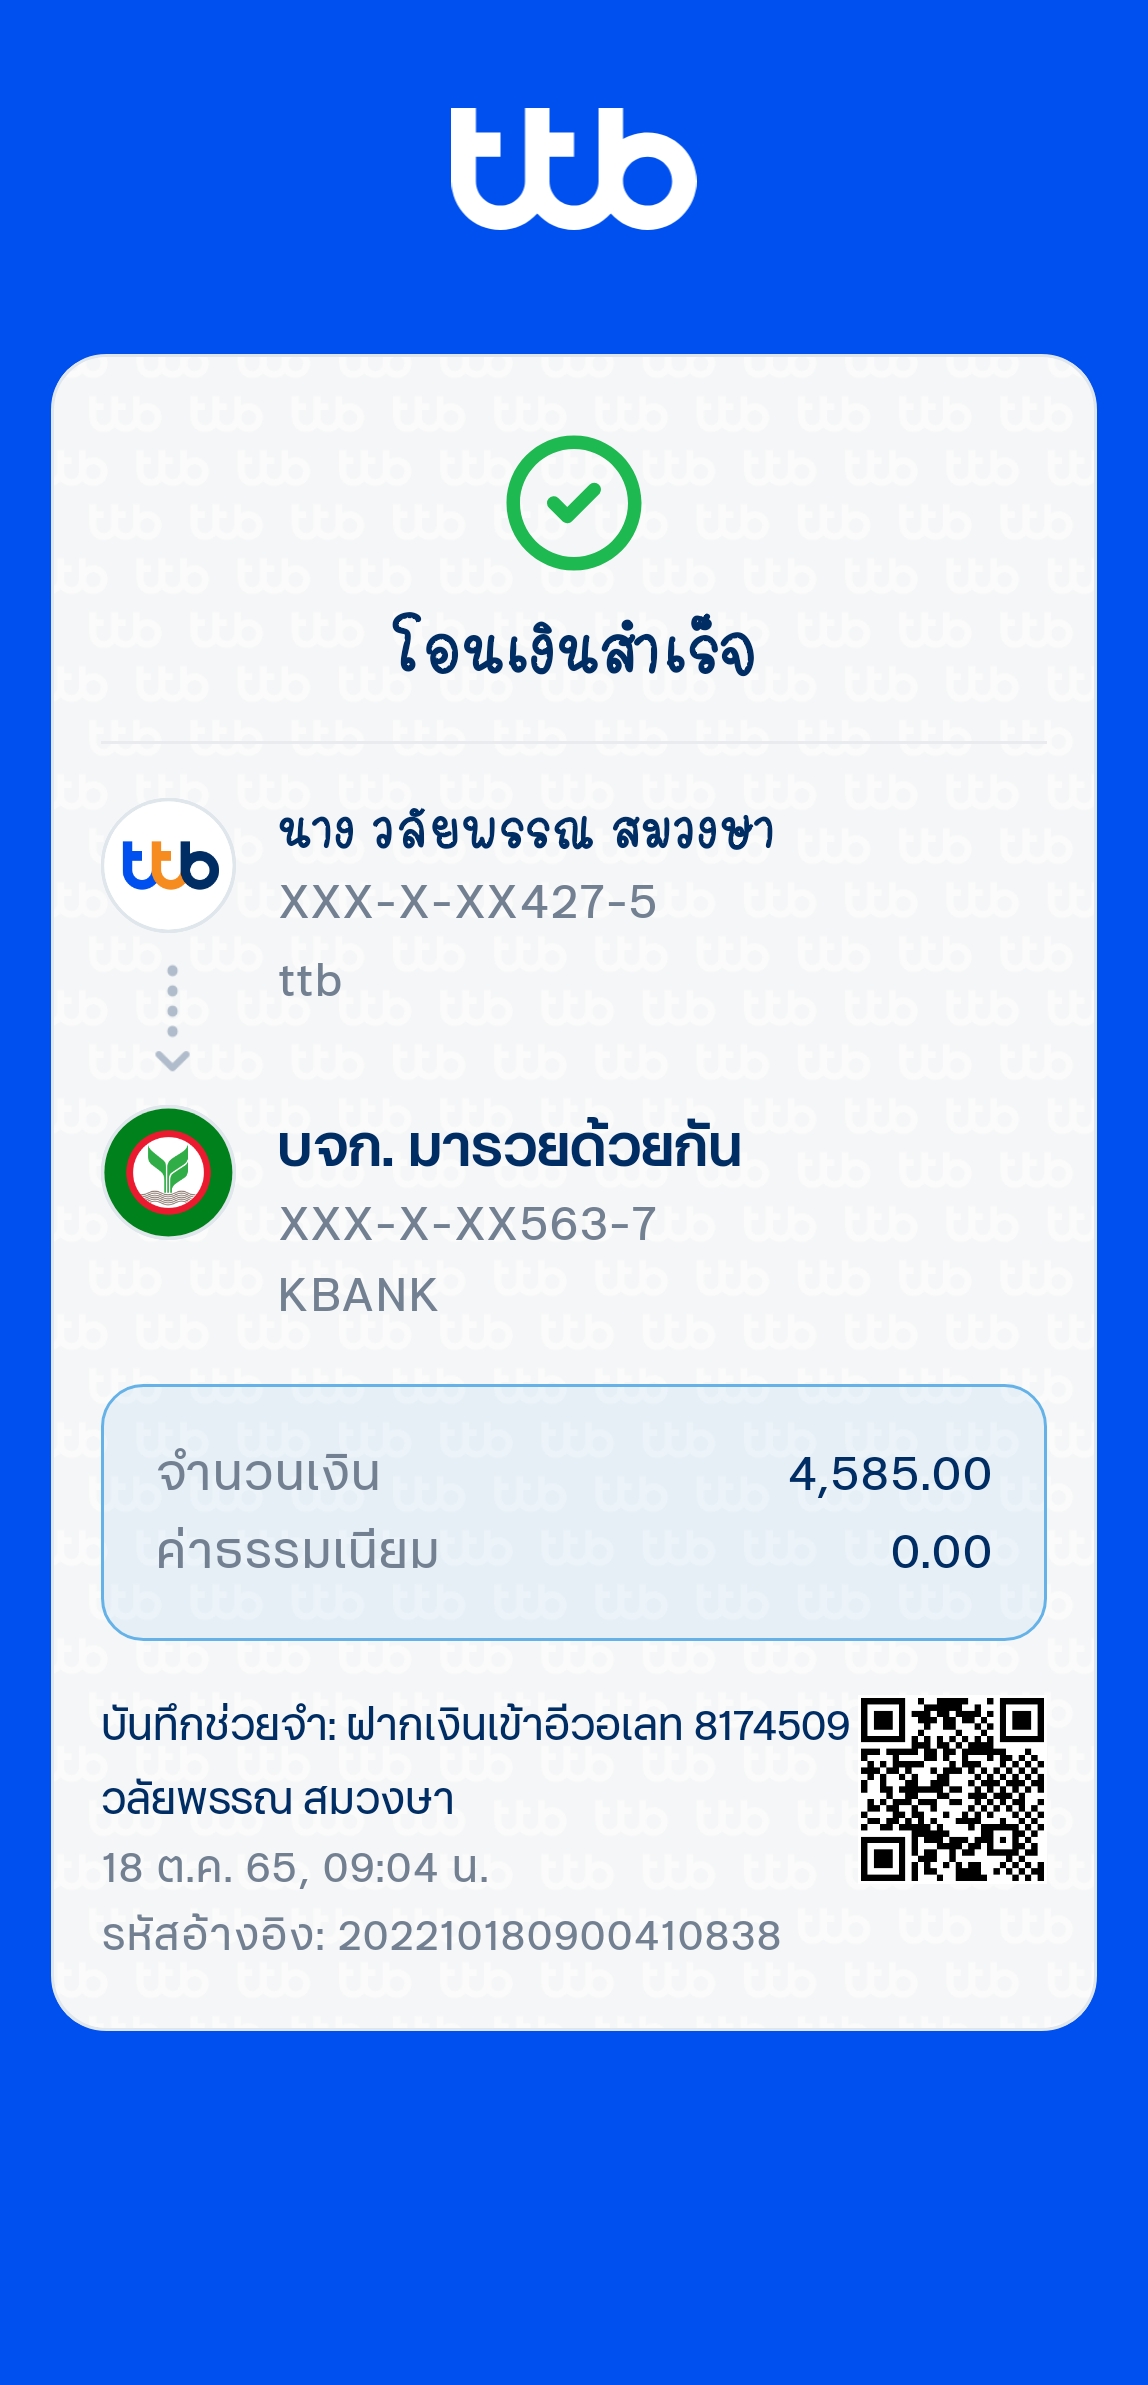 ttb
โอนเงินสำเร็จ
ttb
นาง วลัยพรรณ สมวงษา
XXX-X-XX427-5
ttb
บจก. มารวยด้วยกัน
XXX-X-XX563-7
KBANK
จำนวนเงิน 4,585.00
ค่าธรรมเนียม 0.00
บันทึกช่วยจำ: ฝากเงินเข้าอีวอเลท 8174509
วลัยพรรณ สมวงษา
18 ต.ค. 65, 09:04 น.
รหัสอ้างอิง: 202210180900410838